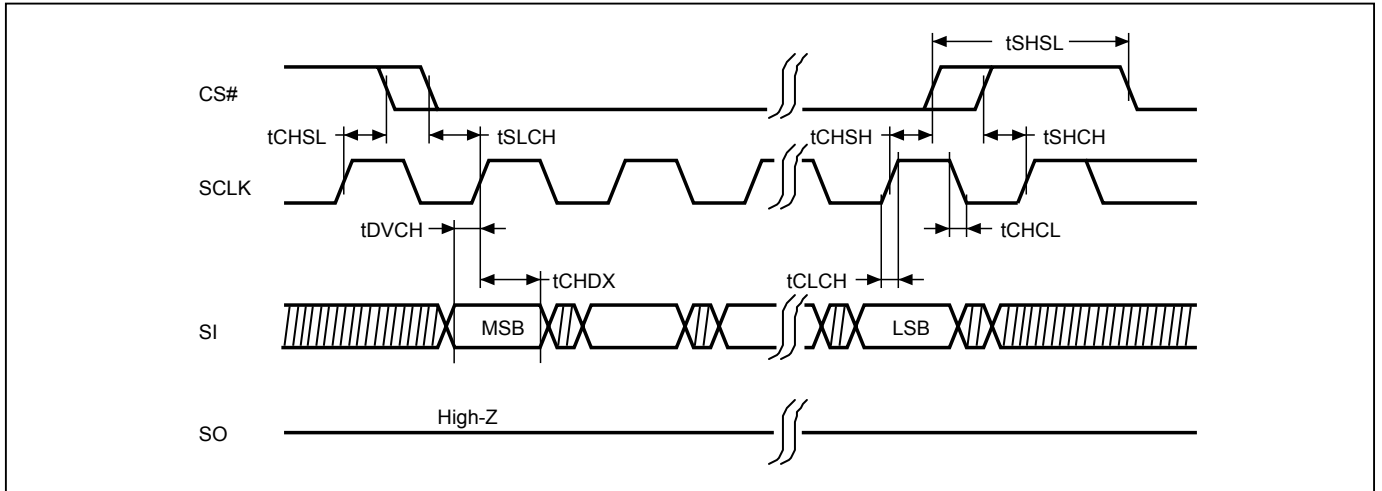 tSHSL
CS#
tCHSL
tSLCH
tCHSH
tSHCH
SCLK
tDVCH
tCHCL
tCHDX
tCLCH
SI
MSB
LSB
High-Z
SO